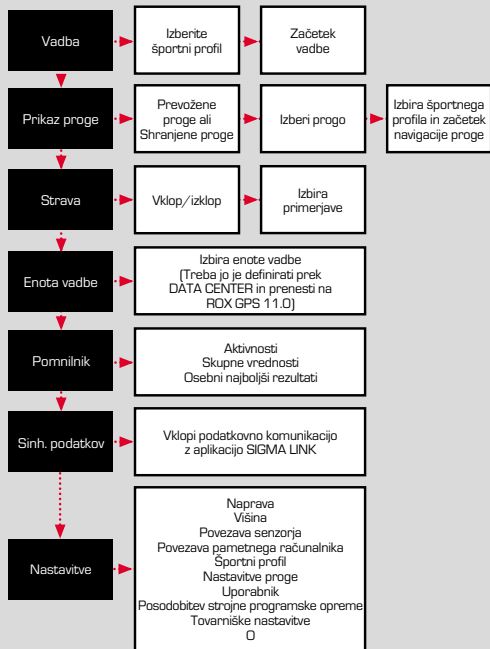 Vadba
Izberite
športni profil
Začetek
vadbe
Prikaz proge
Prevožene
proge ali
Shranjene proge
Izberi progo
Izbira športnega
profila in začetek
navigacije proge
Strava
Vklop/izklop
Izbira
primerjave
Enota vadbe
Izbira enote vadbe
(Treba jo je definirati prek
DATA CENTER in prenesti na
ROX GPS 11.0)
Pomnilnik
Aktivnosti
Skupne vrednosti
Osebni najboljši rezultati
Sinh. podatkov
Vklopi podatkovno komunikacijo
z aplikacijo SIGMA LINK
Nastavitve
Naprava
Višina
Povezava senzorja
Povezava pametnega računalnika
Športni profil
Nastavitve proge
Uporabnik
Posodobitev strojne programske opreme
Tovarniške nastavitve
O